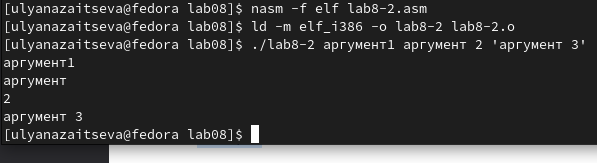 [ulyanazaitseva@fedora lab08]$ nasm -f elf lab8-2.asm
[ulyanazaitseva@fedora lab08]$ ld -m elf_i386 -o lab8-2 lab8-2.o
[ulyanazaitseva@fedora lab08]$ ./lab8-2 аргумент1 аргумент 2 'аргумент 3'
аргумент1
аргумент
2
аргумент 3
[ulyanazaitseva@fedora lab08]$